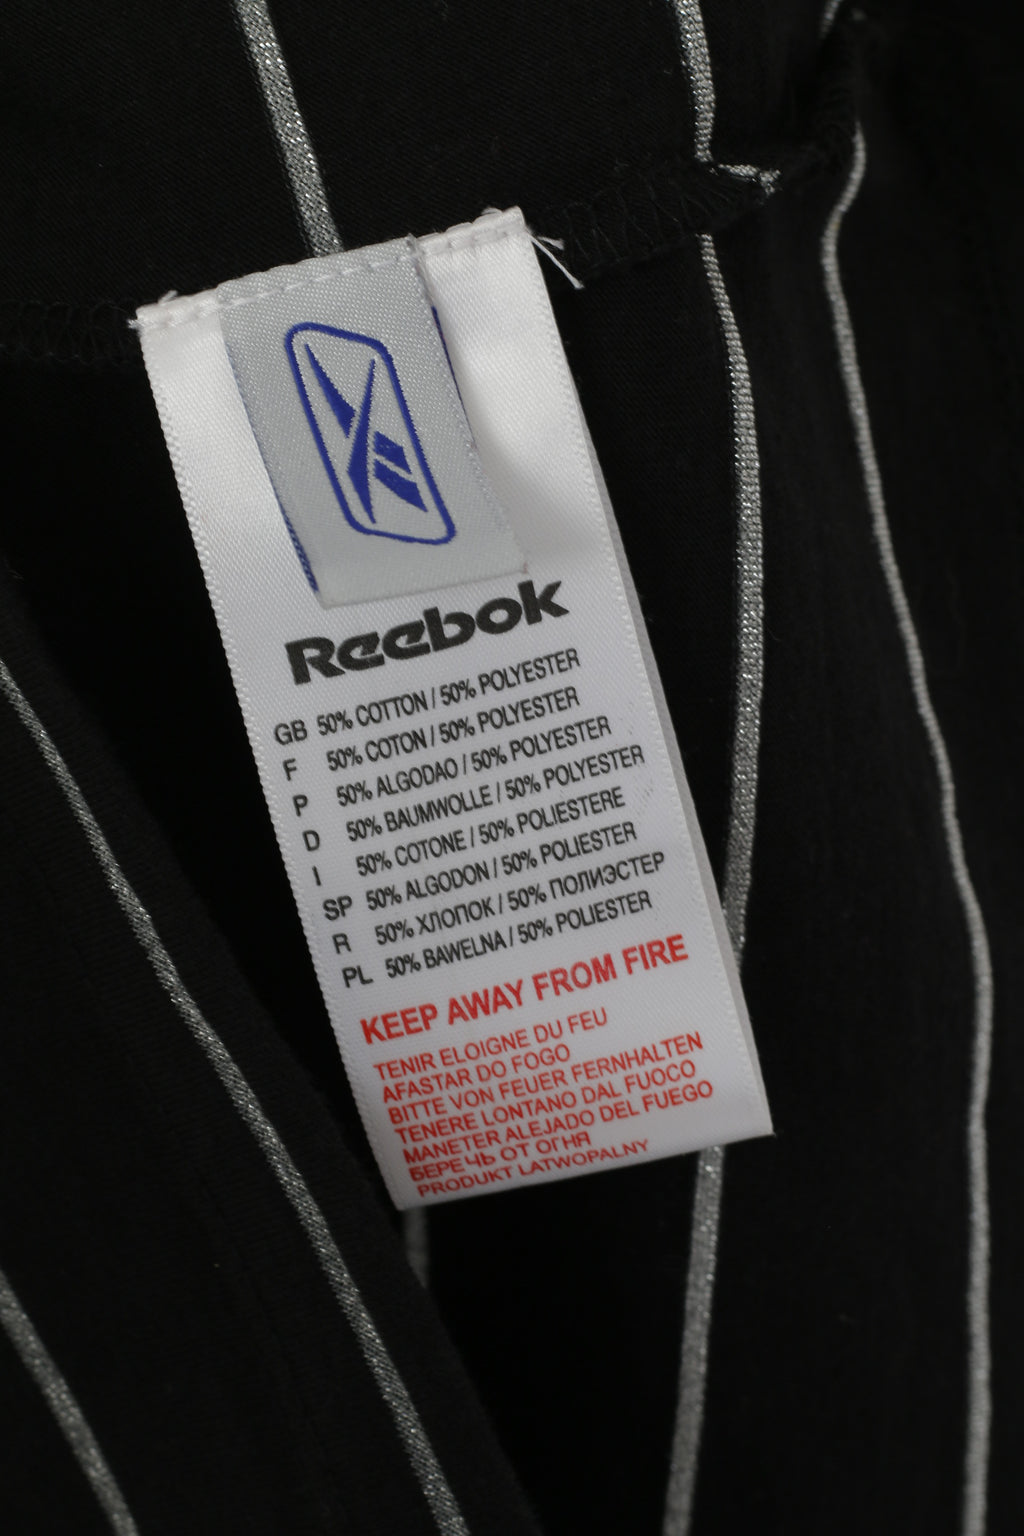 Reebok
GB 50% COTTON / 50% POLYESTER
F 50% COTON / 50% POLYESTER
P 50% ALGODAO / 50% POLYESTER
D 50% BAUMWOLLE / 50% POLYESTER
I 50% COTONE / 50% POLIESTERE
SP 50% ALGODON / 50% POLIESTER
R 50% ХЛОПОК / 50% ПОЛИЭСТЕР
PL 50% BAWELNA / 50% POLIESTER
KEEP AWAY FROM FIRE
TENIR ELOIGNE DU FEU
AFASTAR DO FOGO
BITTE VON FEUER FERNHALTEN
TENERE LONTANO DAL FUOCO
MANETER ALEJADO DEL FUEGO
БЕРЕЧЬ ОТ ОГНЯ
PRODUKT LATWOPALNY